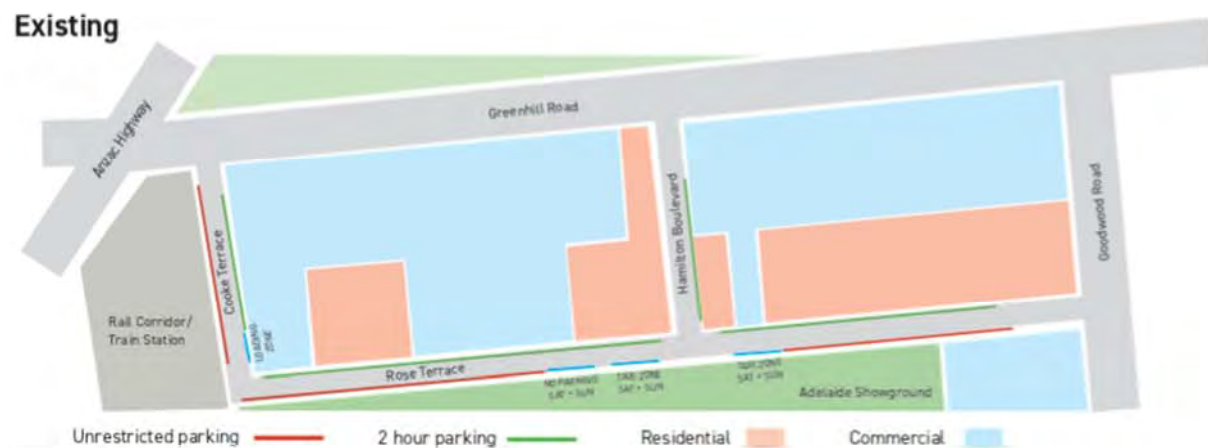 Existing
Anzac Highway
Greenhill Road
Goodwood Road
Hamilton Boulevard
Cooke Terrace
Rail Corridor/
Train Station
LOADING
ZONE
Rose Terrace
NO PARKING
SAT + SUN
TAXI ZONE
SAT + SUN
TAXI ZONE
SAT + SUN
Adelaide Showground
Unrestricted parking
2 hour parking
Residential
Commercial